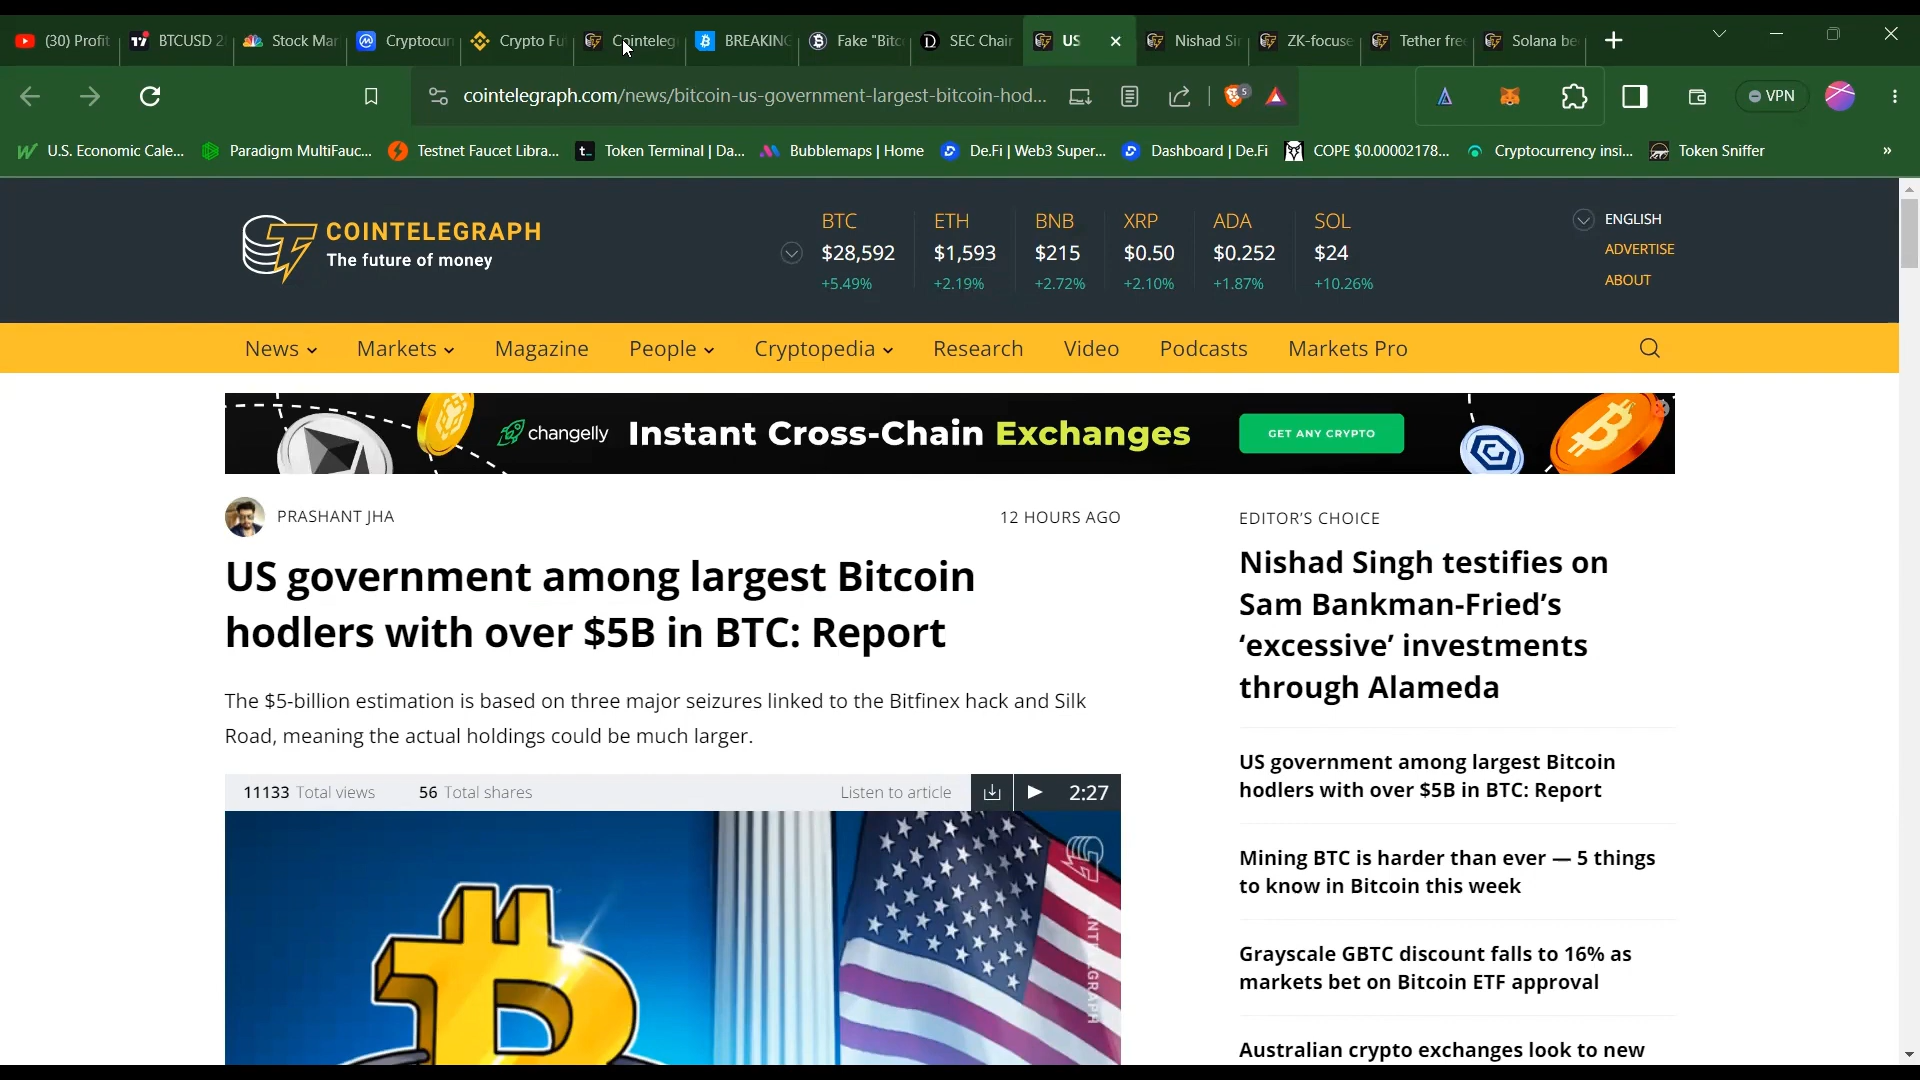 (30) Profit
BTCUSD 2
Stock Mar
Cryptocurr
Crypto Fu
Cointeleg
BREAKING
Fake "Bitc
SEC Chair
US
Nishad Sin
ZK-focuse
Tether fre
Solana be
cointelegraph.com/news/bitcoin-us-government-largest-bitcoin-hod...
5
VPN
U.S. Economic Cale...
Paradigm MultiFauc...
Testnet Faucet Libra...
Token Terminal | Da...
Bubblemaps | Home
De.Fi | Web3 Super...
Dashboard | De.Fi
COPE $0.00002178...
Cryptocurrency insi...
Token Sniffer
»
COINTELEGRAPH
The future of money
BTC ETH BNB XRP ADA SOL
$28,592 $1,593 $215 $0.50 $0.252 $24
+5.49% +2.19% +2.72% +2.10% +1.87% +10.26%
ENGLISH
ADVERTISE
ABOUT
News Markets Magazine People Cryptopedia Research Video Podcasts Markets Pro
changelly Instant Cross-Chain Exchanges GET ANY CRYPTO
PRASHANT JHA
12 HOURS AGO
US government among largest Bitcoin
hodlers with over $5B in BTC: Report
The $5-billion estimation is based on three major seizures linked to the Bitfinex hack and Silk
Road, meaning the actual holdings could be much larger.
11133 Total views 56 Total shares Listen to article 2:27
EDITOR'S CHOICE
Nishad Singh testifies on
Sam Bankman-Fried's
‘excessive’ investments
through Alameda
US government among largest Bitcoin
hodlers with over $5B in BTC: Report
Mining BTC is harder than ever — 5 things
to know in Bitcoin this week
Grayscale GBTC discount falls to 16% as
markets bet on Bitcoin ETF approval
Australian crypto exchanges look to new